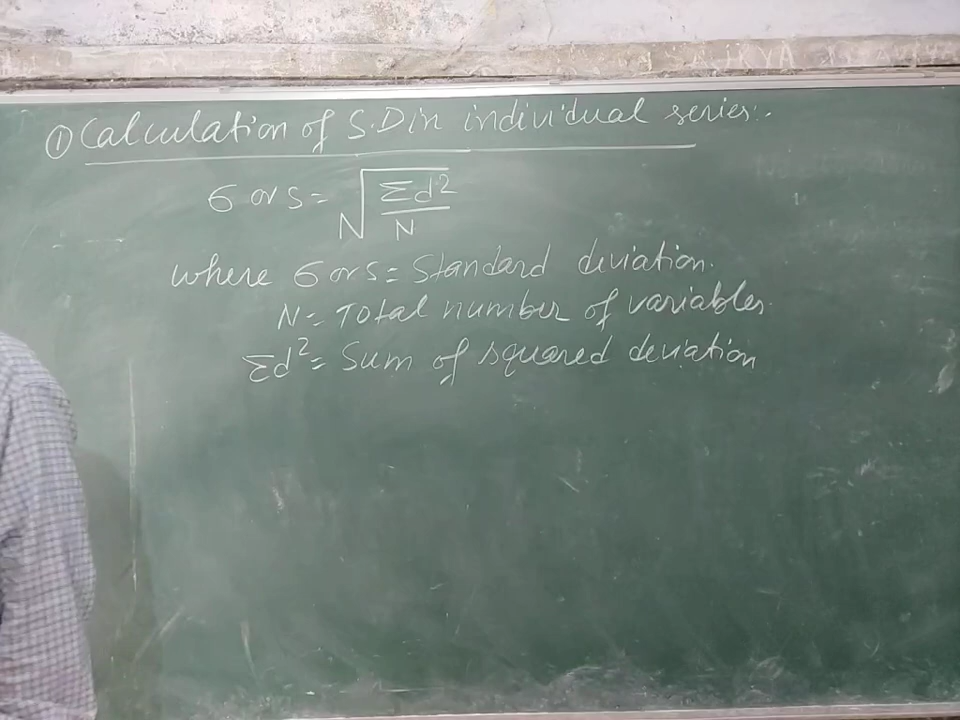 ① Calculation of S.D in individual series:.
σ or s = √Σd²/N
where σ or s = Standard deviation.
N = Total number of variables.
Σd² = Sum of squared deviation